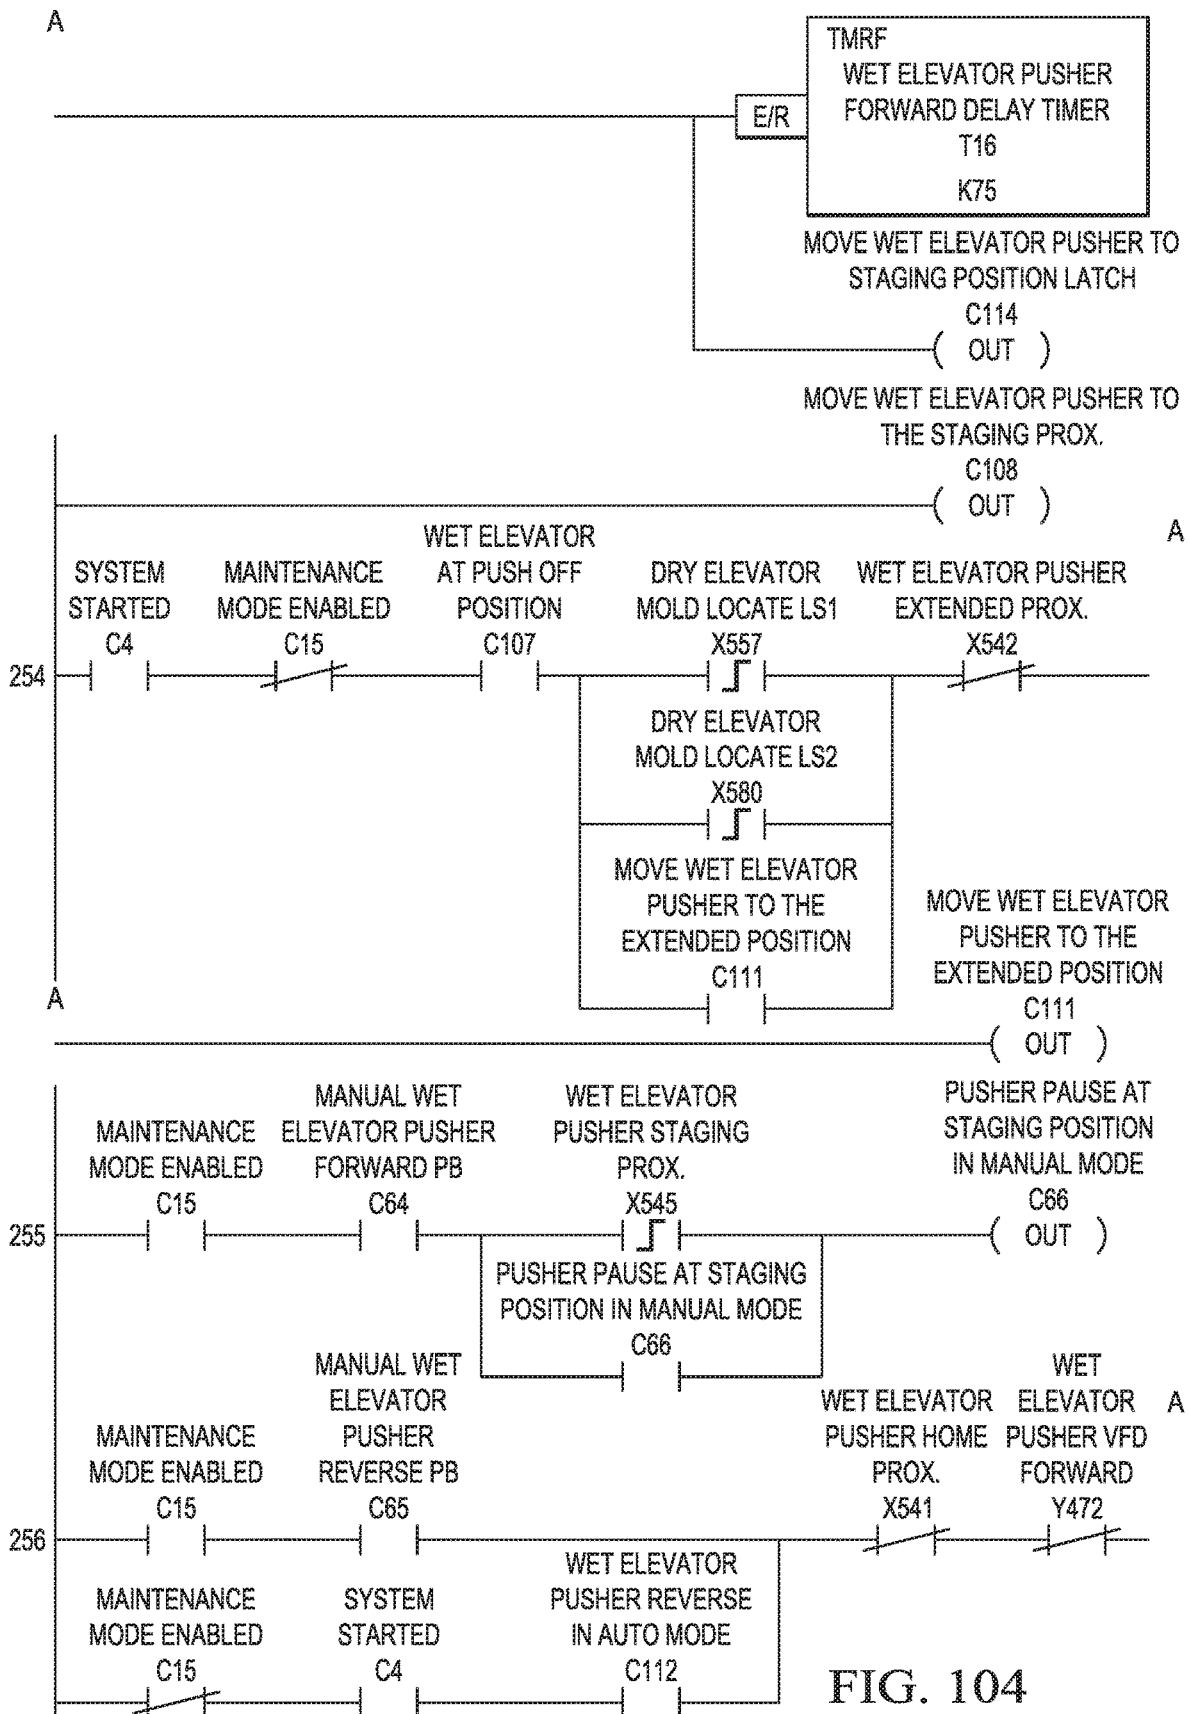 A
TMRF
WET ELEVATOR PUSHER
FORWARD DELAY TIMER
E/R
T16
K75
MOVE WET ELEVATOR PUSHER TO
STAGING POSITION LATCH
C114
( OUT )
MOVE WET ELEVATOR PUSHER TO
THE STAGING PROX.
C108
( OUT )
A
SYSTEM
STARTED
C4
MAINTENANCE
MODE ENABLED
C15
WET ELEVATOR
AT PUSH OFF
POSITION
C107
DRY ELEVATOR
MOLD LOCATE LS1
X557
WET ELEVATOR PUSHER
EXTENDED PROX.
X542
254
DRY ELEVATOR
MOLD LOCATE LS2
X580
MOVE WET ELEVATOR
PUSHER TO THE
EXTENDED POSITION
C111
A
MOVE WET ELEVATOR
PUSHER TO THE
EXTENDED POSITION
C111
( OUT )
MAINTENANCE
MODE ENABLED
C15
MANUAL WET
ELEVATOR PUSHER
FORWARD PB
C64
WET ELEVATOR
PUSHER STAGING
PROX.
X545
PUSHER PAUSE AT
STAGING POSITION
IN MANUAL MODE
C66
( OUT )
255
PUSHER PAUSE AT STAGING
POSITION IN MANUAL MODE
C66
MAINTENANCE
MODE ENABLED
C15
MANUAL WET
ELEVATOR
PUSHER
REVERSE PB
C65
WET ELEVATOR
PUSHER HOME
PROX.
X541
WET
ELEVATOR
PUSHER VFD
FORWARD
Y472
A
256
MAINTENANCE
MODE ENABLED
C15
SYSTEM
STARTED
C4
WET ELEVATOR
PUSHER REVERSE
IN AUTO MODE
C112
FIG. 104